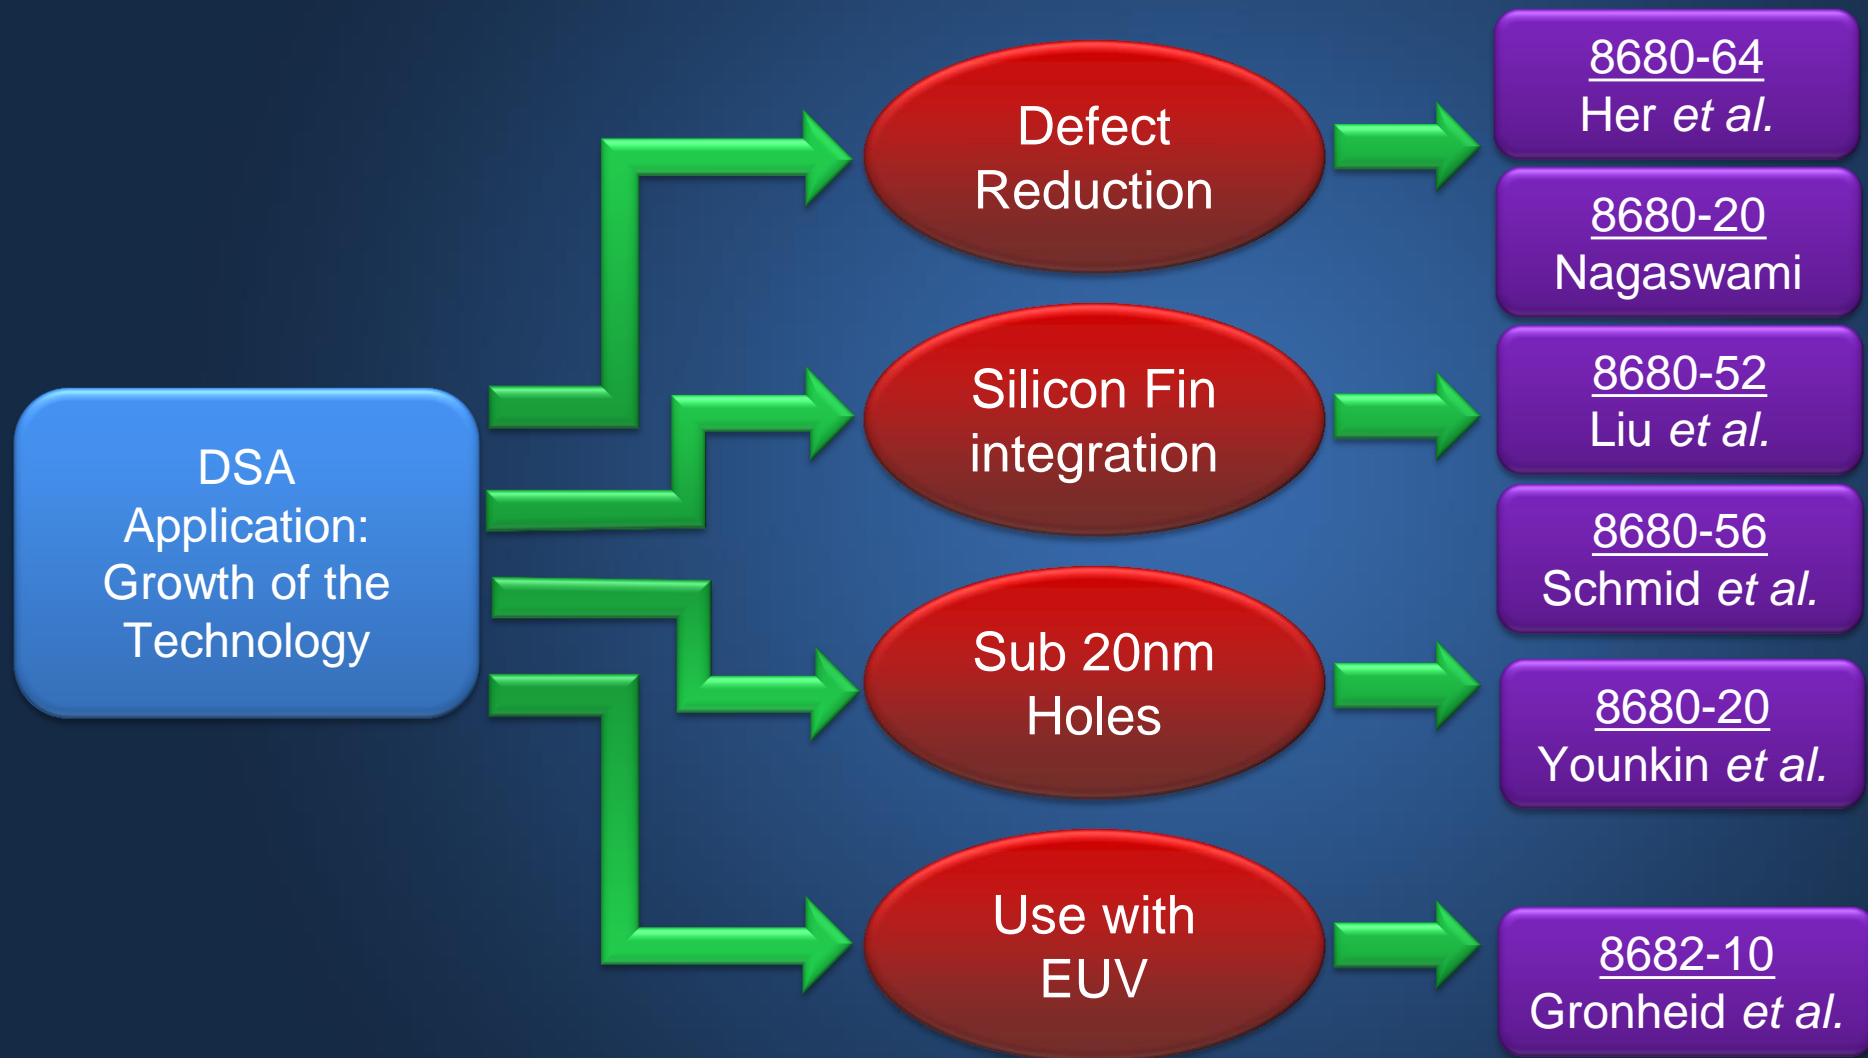 DSA
Application:
Growth of the
Technology
Defect
Reduction
8680-64
Her et al.
8680-20
Nagaswami
Silicon Fin
integration
8680-52
Liu et al.
8680-56
Schmid et al.
Sub 20nm
Holes
8680-20
Younkin et al.
Use with
EUV
8682-10
Gronheid et al.